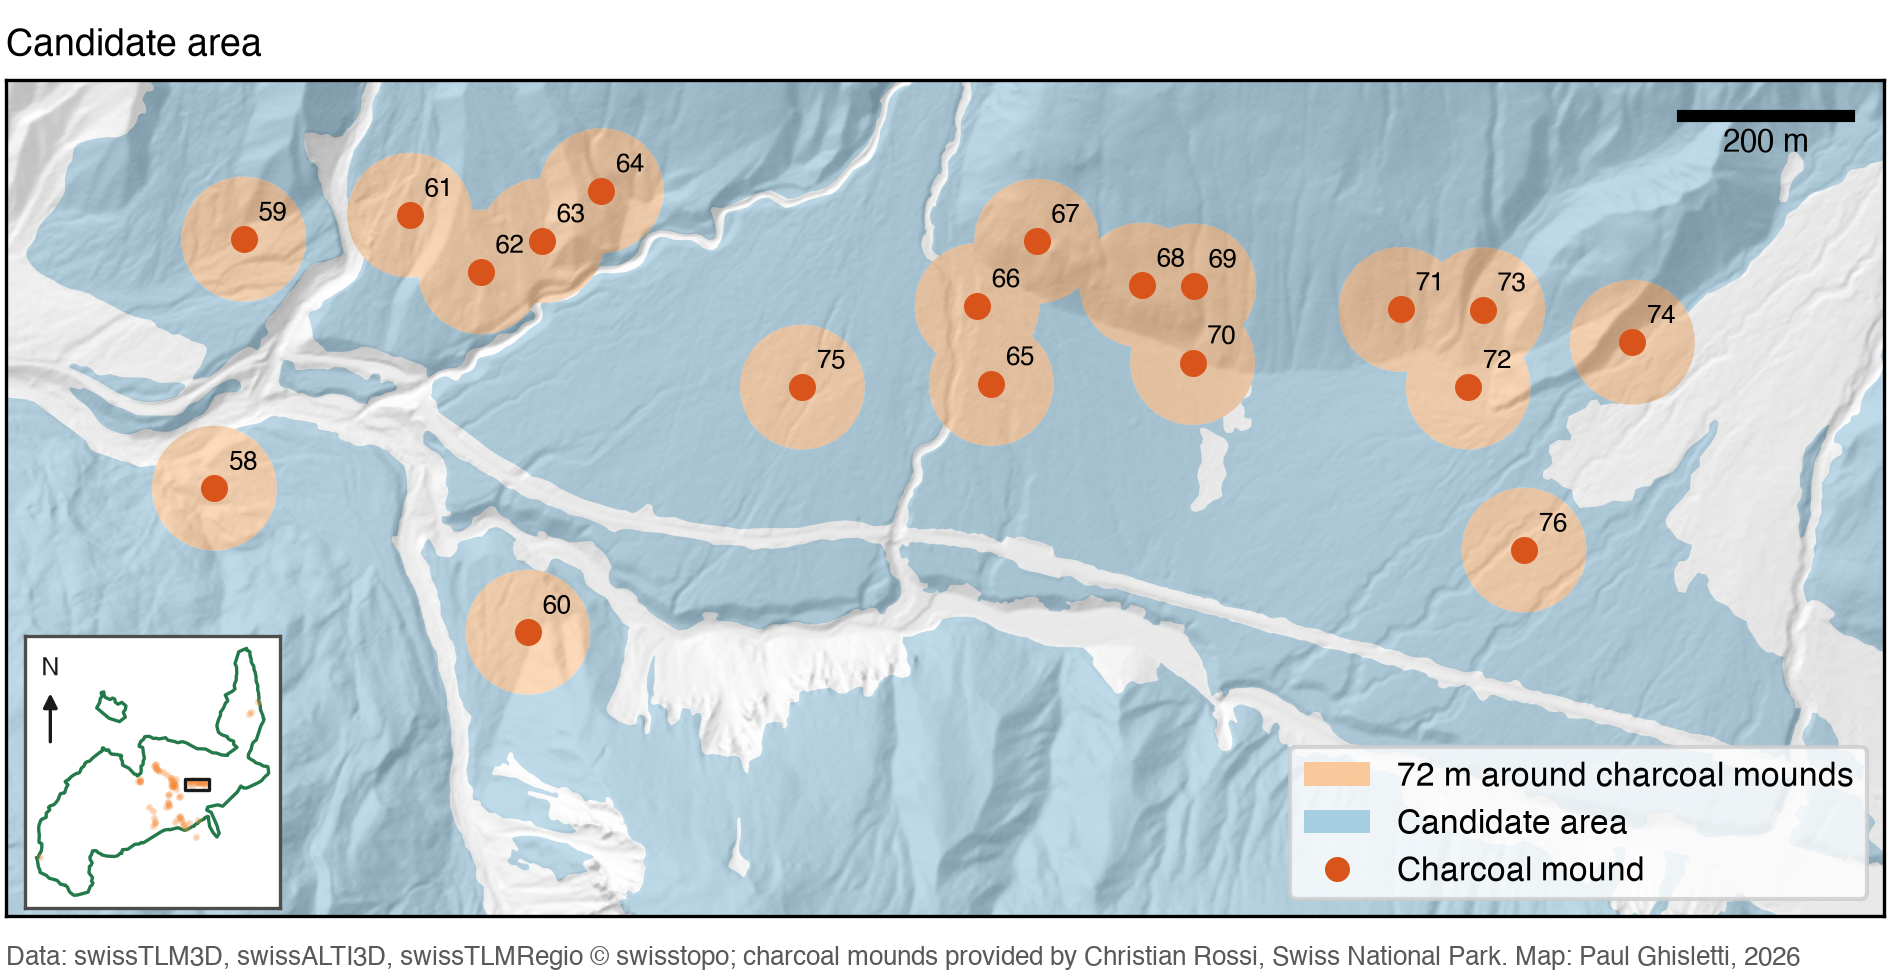 Candidate area
200 m
64
61
59
63
67
62
68
69
66
71
73
74
70
65
75
72
58
76
60
N
72 m around charcoal mounds
Candidate area
Charcoal mound
Data: swissTLM3D, swissALTI3D, swissTLMRegio © swisstopo; charcoal mounds provided by Christian Rossi, Swiss National Park. Map: Paul Ghisletti, 2026